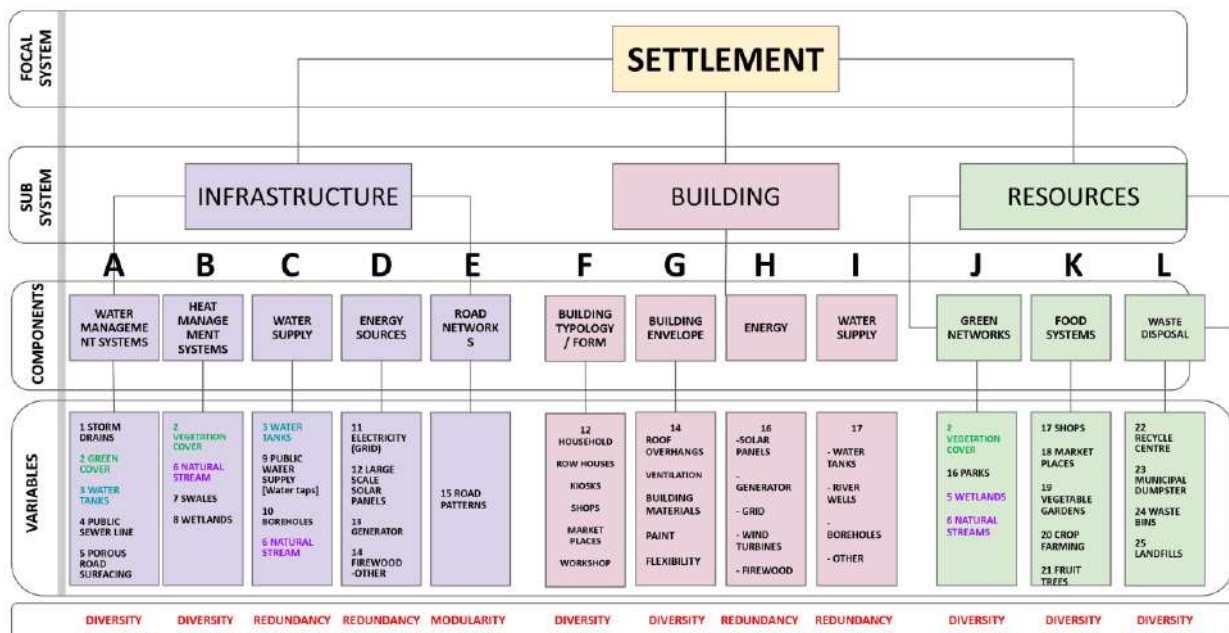 FOCAL
SYSTEM
SETTLEMENT
SUB
SYSTEM
INFRASTRUCTURE
BUILDING
RESOURCES
A
B
C
D
E
F
G
H
I
J
K
L
COMPONENTS
WATER
MANAGEME
NT SYSTEMS
HEAT
MANAGE
MENT
SYSTEMS
WATER
SUPPLY
ENERGY
SOURCES
ROAD
NETWORK
S
BUILDING
TYPOLOGY
/ FORM
BUILDING
ENVELOPE
ENERGY
WATER
SUPPLY
GREEN
NETWORKS
FOOD
SYSTEMS
WASTE
DISPOSAL
VARIABLES
1 STORM
DRAINS
2 GREEN
COVER
3 WATER
TANKS
4 PUBLIC
SEWER LINE
5 POROUS
ROAD
SURFACING
2
VEGETATION
COVER
6 NATURAL
STREAM
7 SWALES
8 WETLANDS
3 WATER
TANKS
9 PUBLIC
WATER
SUPPLY
[Water taps]
10
BOREHOLES
6 NATURAL
STREAM
11
ELECTRICITY
(GRID)
12 LARGE
SCALE
SOLAR
PANELS
13
GENERATOR
14
FIREWOOD
-OTHER
15 ROAD
PATTERNS
12
HOUSEHOLD
ROW HOUSES
KIOSKS
SHOPS
MARKET
PLACES
WORKSHOP
14
ROOF
OVERHANGS
VENTILATION
BUILDING
MATERIALS
PAINT
FLEXIBILITY
16
-SOLAR
PANELS
-
GENERATOR
- GRID
- WIND
TURBINES
- FIREWOOD
17
- WATER
TANKS
- RIVER
WELLS
-
BOREHOLES
- OTHER
2
VEGETATION
COVER
16 PARKS
5 WETLANDS
6 NATURAL
STREAMS
17 SHOPS
18 MARKET
PLACES
19
VEGETABLE
GARDENS
20 CROP
FARMING
21 FRUIT
TREES
22
RECYCLE
CENTRE
23
MUNICIPAL
DUMPSTER
24 WASTE
BINS
25
LANDFILLS
DIVERSITY
DIVERSITY
REDUNDANCY
REDUNDANCY
MODULARITY
DIVERSITY
DIVERSITY
REDUNDANCY
REDUNDANCY
DIVERSITY
DIVERSITY
DIVERSITY